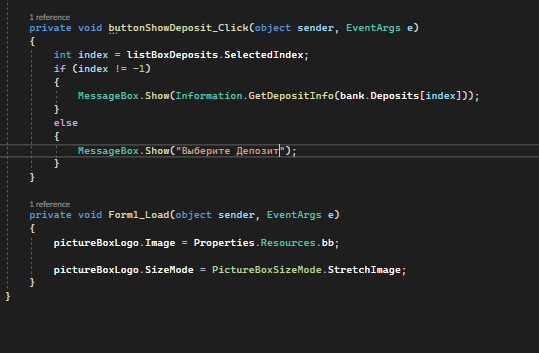 1 reference
private void buttonShowDeposit_Click(object sender, EventArgs e)
{
int index = listBoxDeposits.SelectedIndex;
if (index != -1)
{
MessageBox.Show(Information.GetDepositInfo(bank.Deposits[index]));
}
else
{
MessageBox.Show("Выберите Депозит");
}
}
1 reference
private void Form1_Load(object sender, EventArgs e)
{
pictureBoxLogo.Image = Properties.Resources.bb;
pictureBoxLogo.SizeMode = PictureBoxSizeMode.StretchImage;
}
}